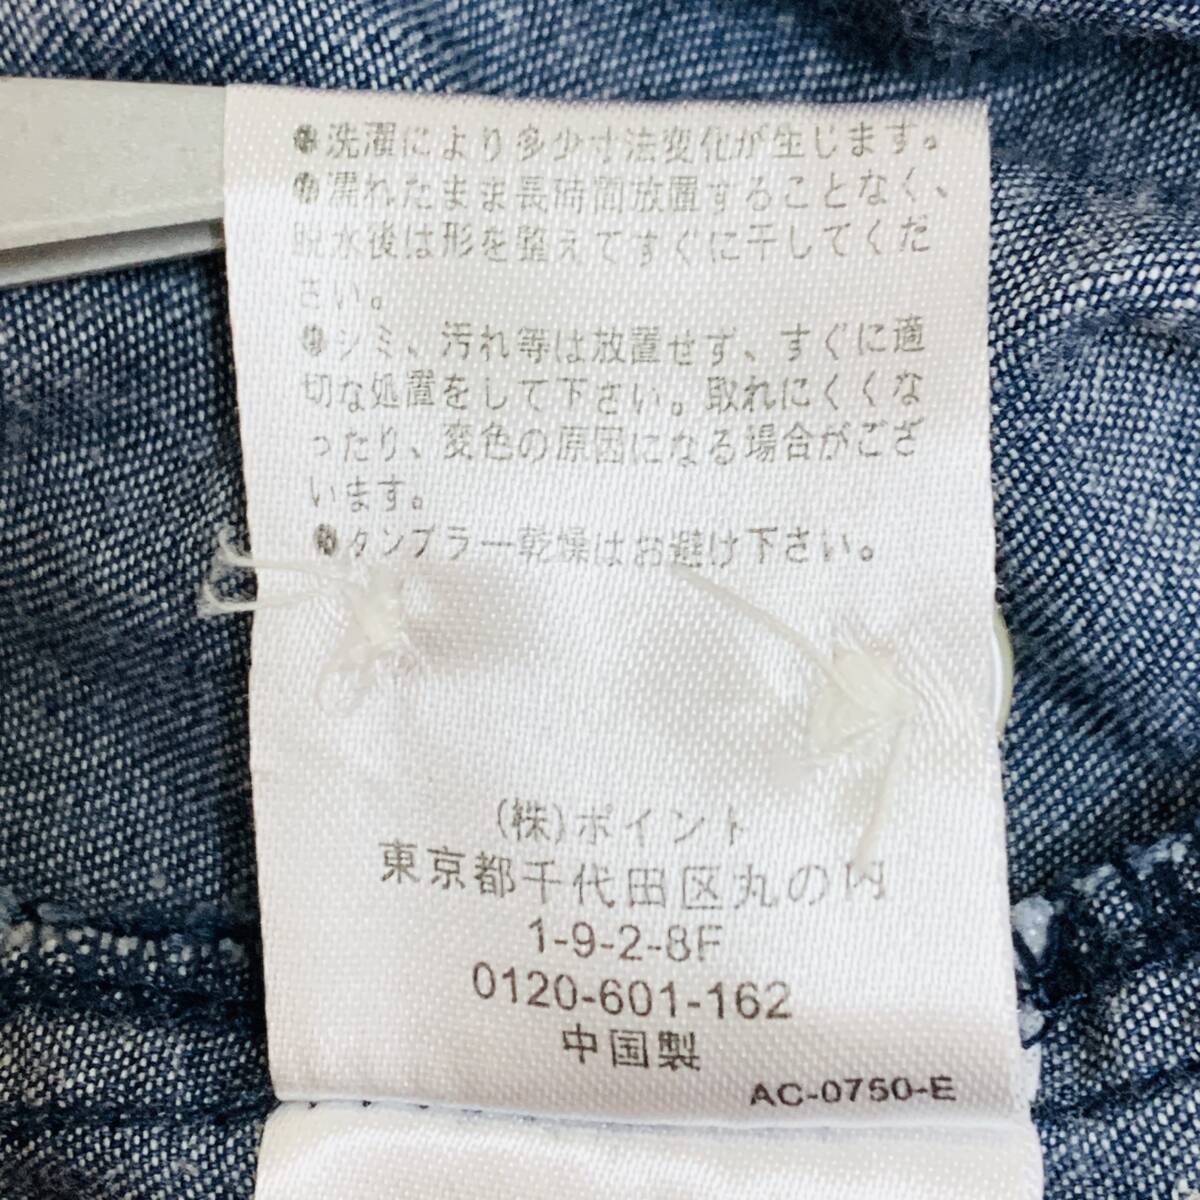 ●洗濯により多少寸法変化が生じます。
●濡れたまま長時間放置することなく、
脱水後は形を整えてすぐに干してくだ
さい。
●シミ、汚れ等は放置せず、すぐに適
切な処置をして下さい。取れにくくな
ったり、変色の原因になる場合がござ
います。
●タンブラー乾燥はお避け下さい。
(株)ポイント
東京都千代田区丸の内
1-9-2-8F
0120-601-162
中国製
AC-0750-E